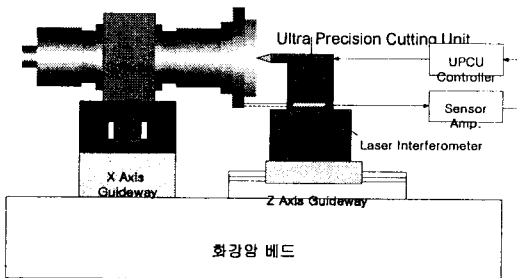 Ultra Precision Cutting Unit
UPCU
Controller
Sensor
Amp.
Laser Interferometer
X Axis
Guideway
Z Axis Guideway
화강암 베드